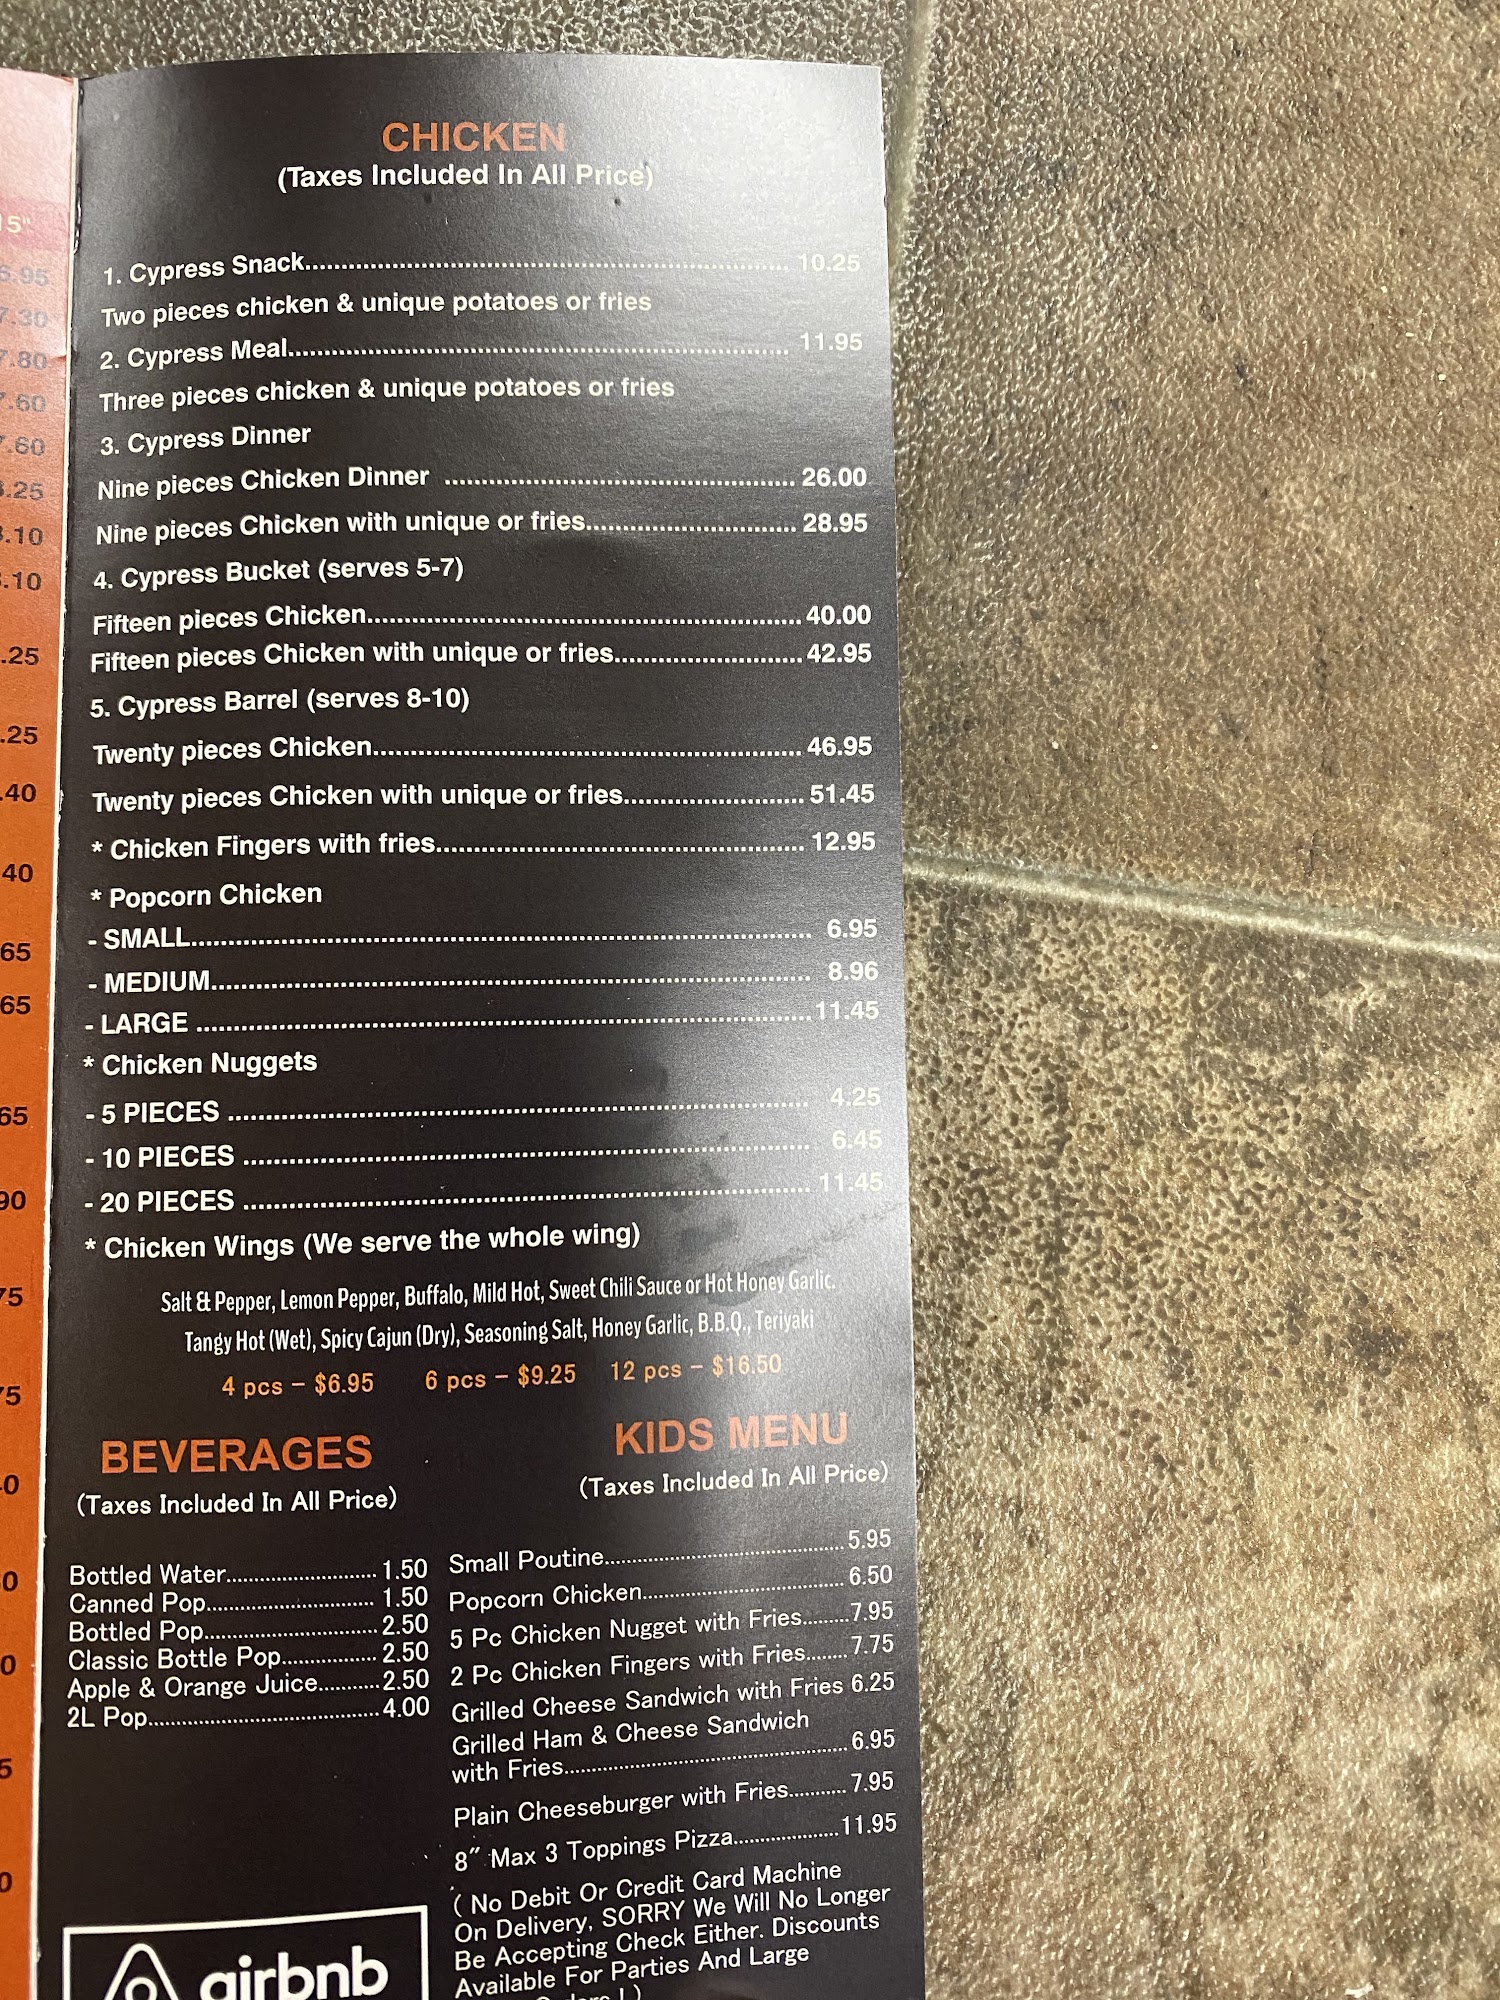 CHICKEN
(Taxes Included In All Price)
1. Cypress Snack 10.25
Two pieces chicken & unique potatoes or fries
2. Cypress Meal 11.95
Three pieces chicken & unique potatoes or fries
3. Cypress Dinner
Nine pieces Chicken Dinner 26.00
Nine pieces Chicken with unique or fries 28.95
4. Cypress Bucket (serves 5-7)
Fifteen pieces Chicken 40.00
Fifteen pieces Chicken with unique or fries 42.95
5. Cypress Barrel (serves 8-10)
Twenty pieces Chicken 46.95
Twenty pieces Chicken with unique or fries 51.45
* Chicken Fingers with fries 12.95
* Popcorn Chicken
- SMALL 6.95
- MEDIUM 8.96
- LARGE 11.45
* Chicken Nuggets
- 5 PIECES 4.25
- 10 PIECES 6.45
- 20 PIECES 11.45
* Chicken Wings (We serve the whole wing)
Salt & Pepper, Lemon Pepper, Buffalo, Mild Hot, Sweet Chili Sauce or Hot Honey Garlic.
Tangy Hot (Wet), Spicy Cajun (Dry), Seasoning Salt, Honey Garlic, B.B.Q., Teriyaki
4 pcs – $6.95 6 pcs – $9.25 12 pcs – $16.50
BEVERAGES
(Taxes Included In All Price)
Bottled Water 1.50
Canned Pop 1.50
Bottled Pop 2.50
Classic Bottle Pop 2.50
Apple & Orange Juice 2.50
2L Pop 4.00
airbnb
KIDS MENU
(Taxes Included In All Price)
Small Poutine 5.95
Popcorn Chicken 6.50
5 Pc Chicken Nugget with Fries 7.95
2 Pc Chicken Fingers with Fries 7.75
Grilled Cheese Sandwich with Fries 6.25
Grilled Ham & Cheese Sandwich
with Fries 6.95
Plain Cheeseburger with Fries 7.95
8" Max 3 Toppings Pizza 11.95
( No Debit Or Credit Card Machine
On Delivery, SORRY We Will No Longer
Be Accepting Check Either. Discounts
Available For Parties And Large